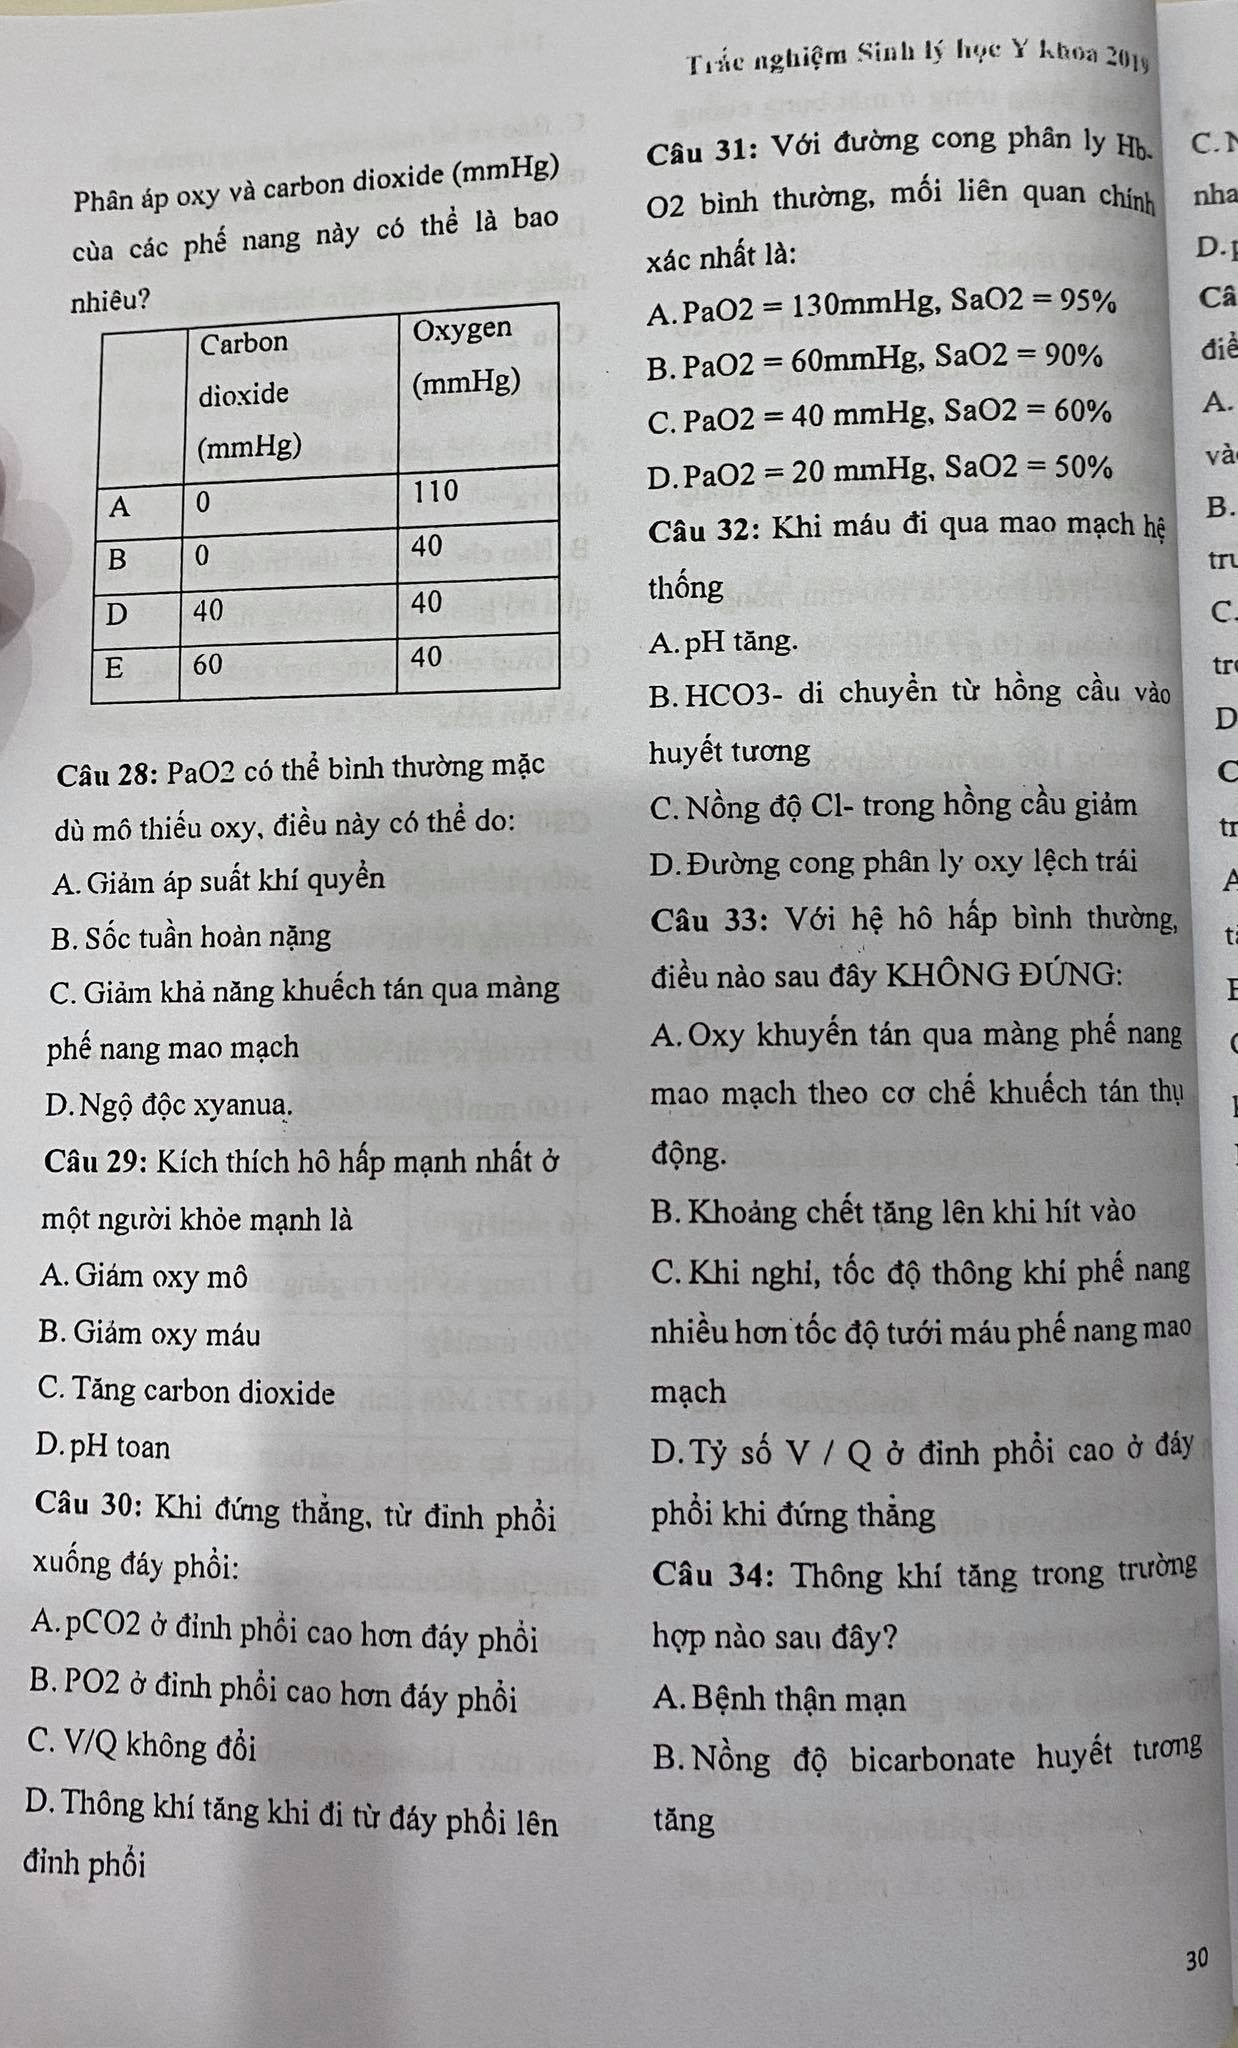 Trắc nghiệm Sinh lý học Y khoa 2019
Phân áp oxy và carbon dioxide (mmHg)
của các phế nang này có thể là bao
nhiêu?
Carbon
dioxide
(mmHg)
Oxygen
(mmHg)
A 0 110
B 0 40
D 40 40
E 60 40
Câu 28: PaO2 có thể bình thường mặc
dù mô thiếu oxy, điều này có thể do:
A. Giảm áp suất khí quyển
B. Sốc tuần hoàn nặng
C. Giảm khả năng khuếch tán qua màng
phế nang mao mạch
D. Ngộ độc xyanua.
Câu 29: Kích thích hô hấp mạnh nhất ở
một người khỏe mạnh là
A. Giảm oxy mô
B. Giảm oxy máu
C. Tăng carbon dioxide
D. pH toan
Câu 30: Khi đứng thẳng, từ đỉnh phổi
xuống đáy phổi:
A. pCO2 ở đỉnh phổi cao hơn đáy phổi
B. PO2 ở đỉnh phổi cao hơn đáy phổi
C. V/Q không đổi
D. Thông khí tăng khi đi từ đáy phổi lên
đỉnh phổi
Câu 31: Với đường cong phân ly Hb-
O2 bình thường, mối liên quan chính
xác nhất là:
A. PaO2 = 130mmHg, SaO2 = 95%
B. PaO2 = 60mmHg, SaO2 = 90%
C. PaO2 = 40 mmHg, SaO2 = 60%
D. PaO2 = 20 mmHg, SaO2 = 50%
Câu 32: Khi máu đi qua mao mạch hệ
thống
A. pH tăng.
B. HCO3- di chuyển từ hồng cầu vào
huyết tương
C. Nồng độ Cl- trong hồng cầu giảm
D. Đường cong phân ly oxy lệch trái
Câu 33: Với hệ hô hấp bình thường,
điều nào sau đây KHÔNG ĐÚNG:
A. Oxy khuyến tán qua màng phế nang
mao mạch theo cơ chế khuếch tán thụ
động.
B. Khoảng chết tăng lên khi hít vào
C. Khi nghỉ, tốc độ thông khí phế nang
nhiều hơn tốc độ tưới máu phế nang mao
mạch
D. Tỷ số V / Q ở đỉnh phổi cao ở đáy
phổi khi đứng thẳng
Câu 34: Thông khí tăng trong trường
hợp nào sau đây?
A. Bệnh thận mạn
B. Nồng độ bicarbonate huyết tương
tăng
30